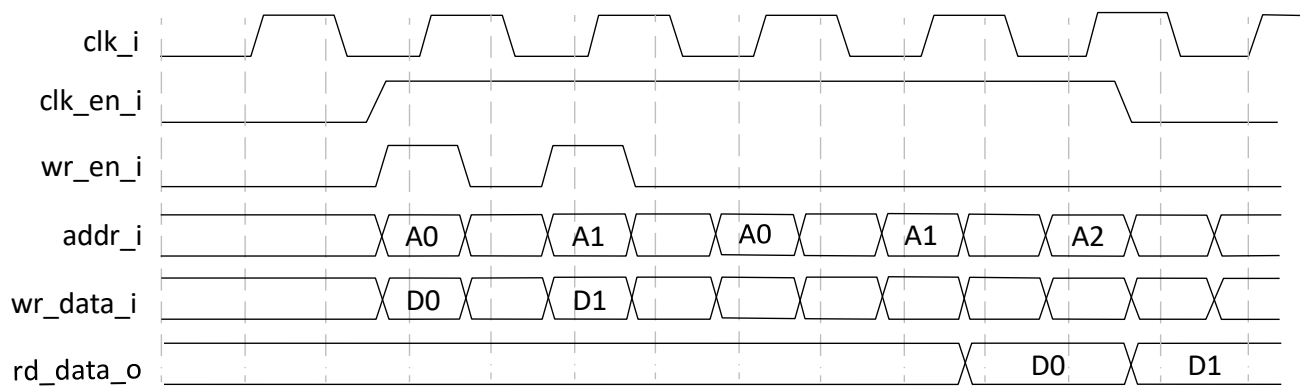 clk_i
clk_en_i
wr_en_i
addr_i A0 A1 A0 A1 A2
wr_data_i D0 D1
rd_data_o D0 D1